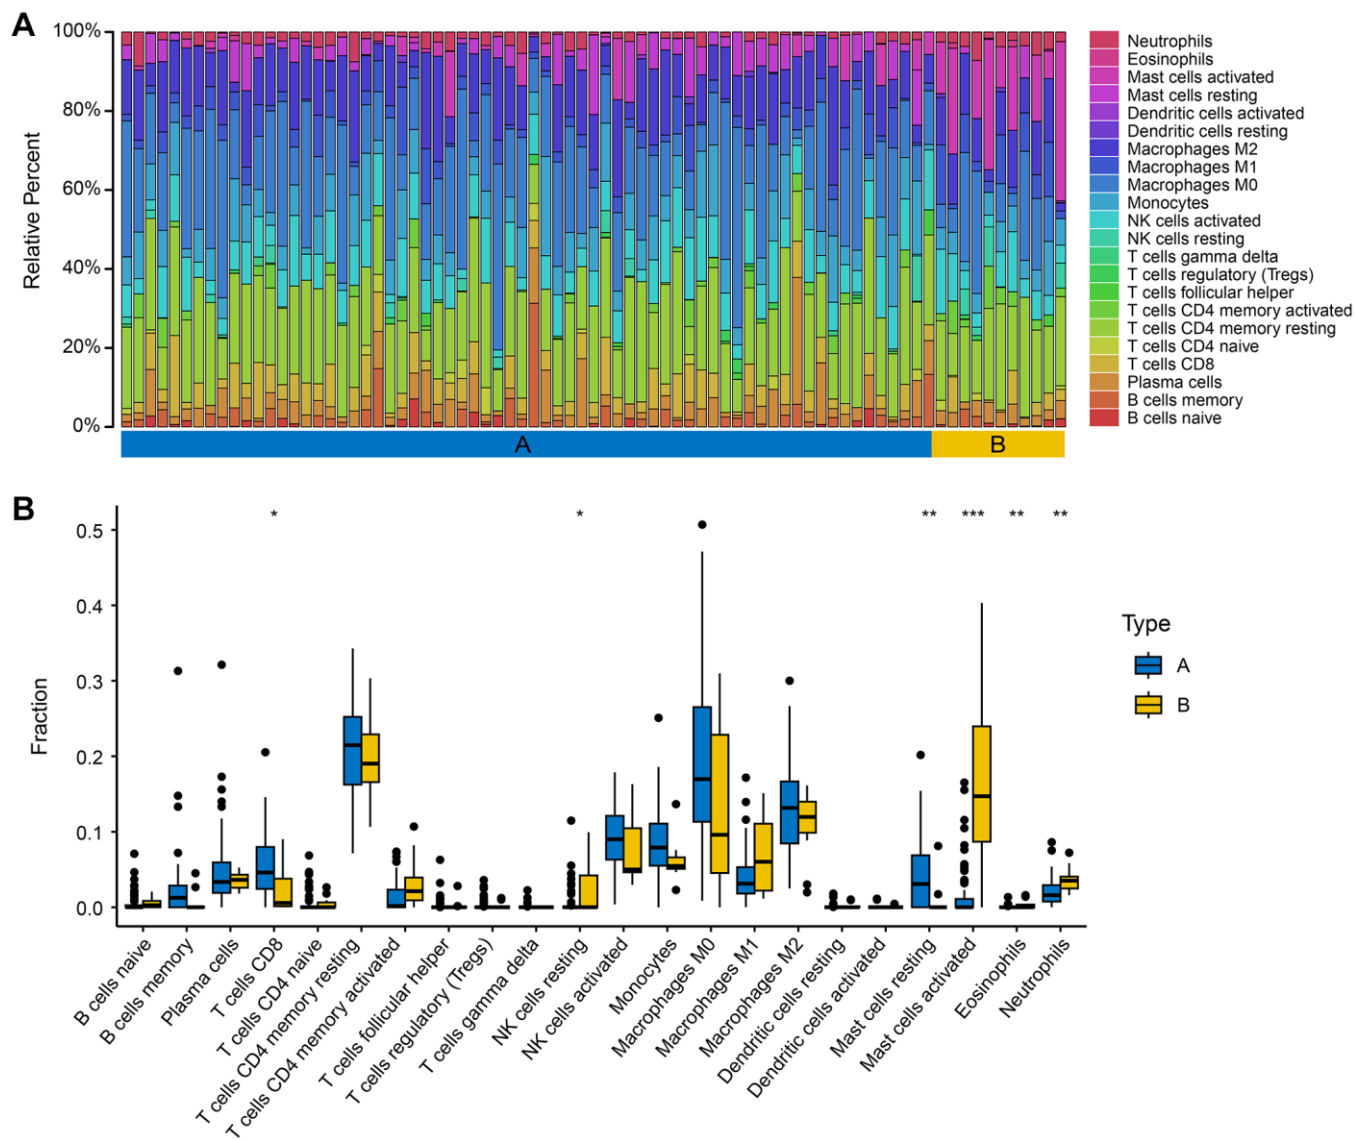 A
100%
80%
60%
40%
20%
0%
Relative Percent
A
B
Neutrophils
Eosinophils
Mast cells activated
Mast cells resting
Dendritic cells activated
Dendritic cells resting
Macrophages M2
Macrophages M1
Macrophages M0
Monocytes
NK cells activated
NK cells resting
T cells gamma delta
T cells regulatory (Tregs)
T cells follicular helper
T cells CD4 memory activated
T cells CD4 memory resting
T cells CD4 naive
T cells CD8
Plasma cells
B cells memory
B cells naive
B
* * ** *** ** **
0.5
0.4
0.3
0.2
0.1
0.0
Fraction
B cells naive
B cells memory
Plasma cells
T cells CD8
T cells CD4 naive
T cells CD4 memory resting
T cells CD4 memory activated
T cells follicular helper
T cells regulatory (Tregs)
T cells gamma delta
NK cells resting
NK cells activated
Monocytes
Macrophages M0
Macrophages M1
Macrophages M2
Dendritic cells resting
Dendritic cells activated
Mast cells resting
Mast cells activated
Eosinophils
Neutrophils
Type
A
B